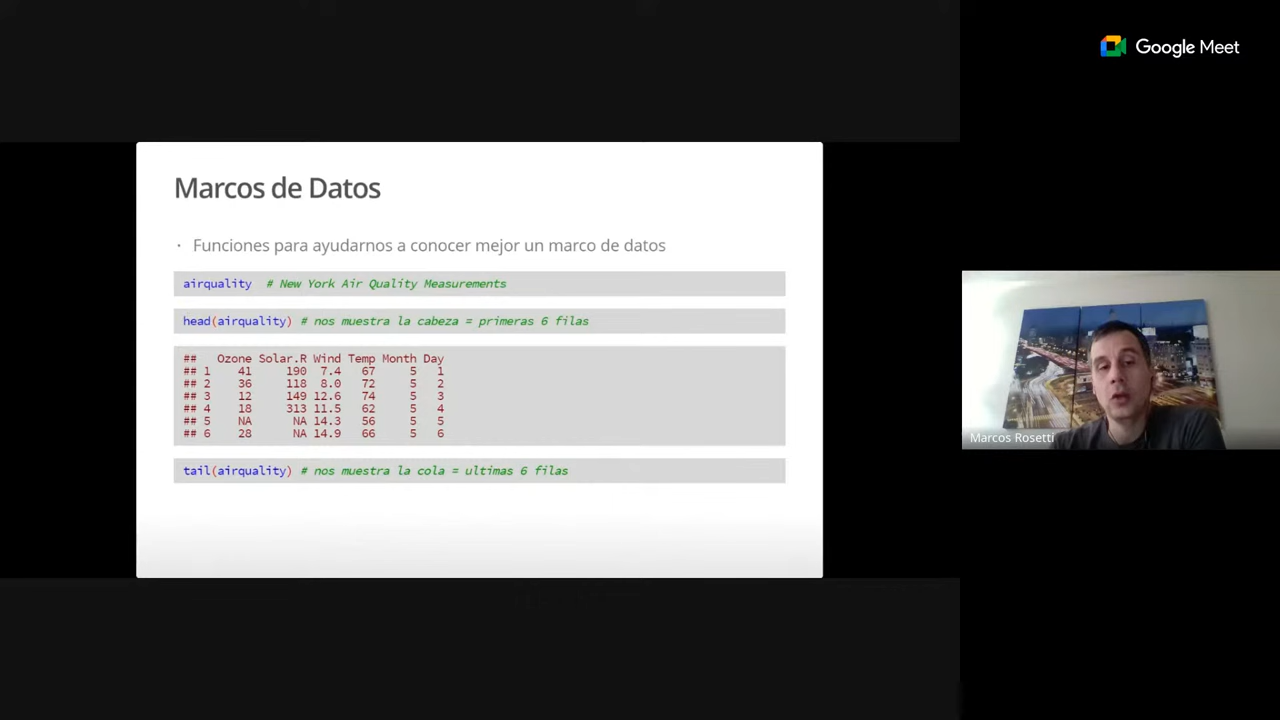 Google Meet
Marcos de Datos
· Funciones para ayudarnos a conocer mejor un marco de datos
airquality  # New York Air Quality Measurements
head(airquality) # nos muestra la cabeza = primeras 6 filas
##   Ozone Solar.R Wind Temp Month Day
## 1    41     190  7.4   67     5   1
## 2    36     118  8.0   72     5   2
## 3    12     149 12.6   74     5   3
## 4    18     313 11.5   62     5   4
## 5    NA      NA 14.3   56     5   5
## 6    28      NA 14.9   66     5   6
tail(airquality) # nos muestra la cola = ultimas 6 filas
Marcos Rosetti